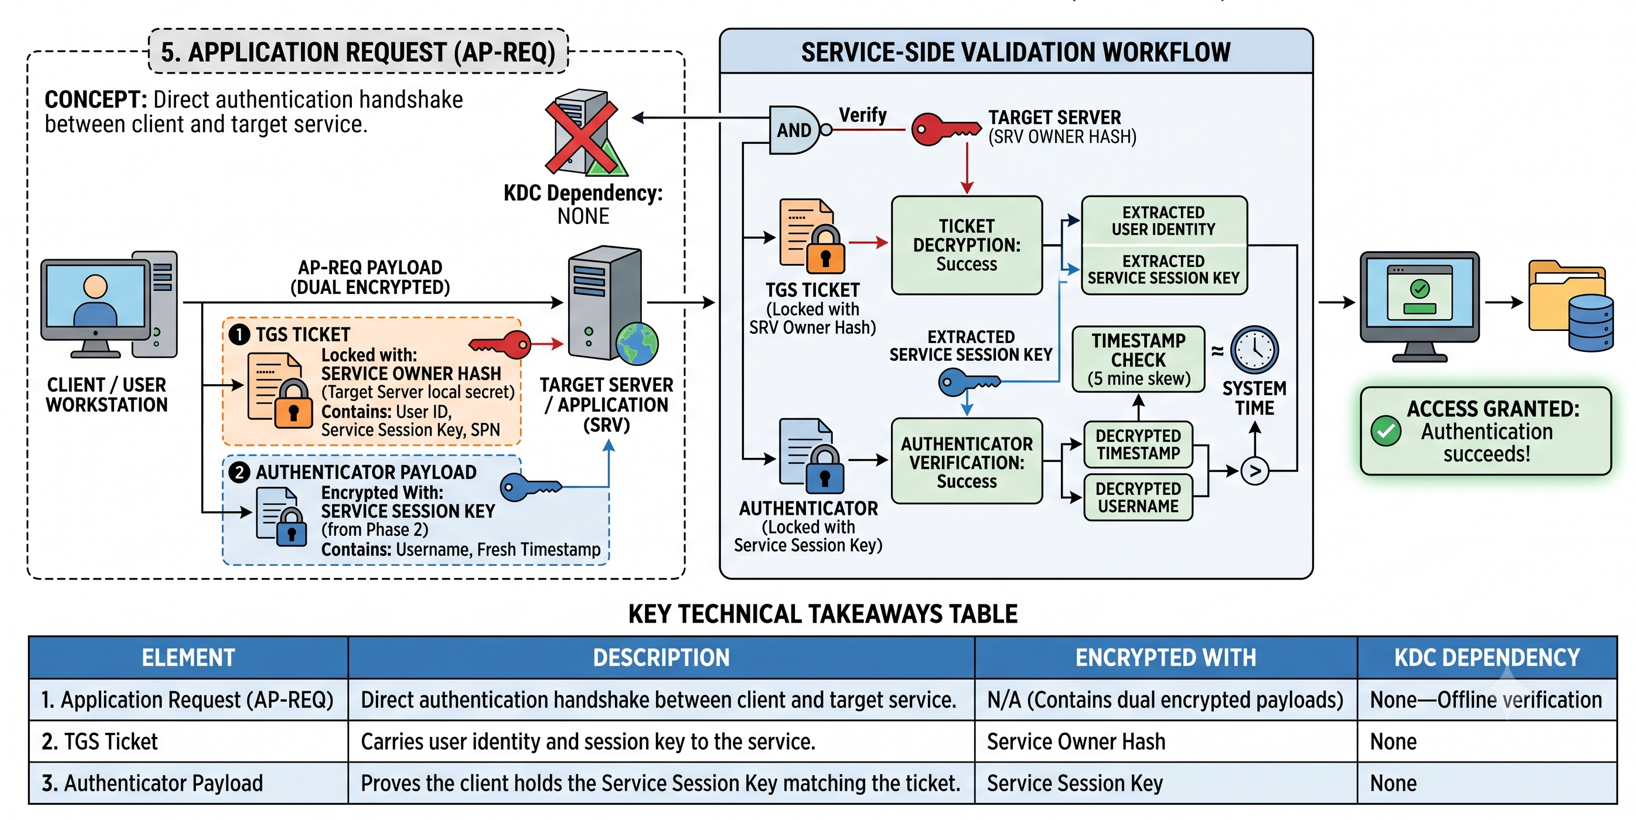 5. APPLICATION REQUEST (AP-REQ)
CONCEPT: Direct authentication handshake
between client and target service.
KDC Dependency:
NONE
CLIENT / USER
WORKSTATION
AP-REQ PAYLOAD
(DUAL ENCRYPTED)
1 TGS TICKET
Locked with:
SERVICE OWNER HASH
(Target Server local secret)
Contains: User ID,
Service Session Key, SPN
2 AUTHENTICATOR PAYLOAD
Encrypted With:
SERVICE SESSION KEY
(from Phase 2)
Contains: Username, Fresh Timestamp
TARGET SERVER
/ APPLICATION
(SRV)
SERVICE-SIDE VALIDATION WORKFLOW
AND
Verify
TARGET SERVER
(SRV OWNER HASH)
TGS TICKET
(Locked with
SRV Owner Hash)
TICKET
DECRYPTION:
Success
EXTRACTED
USER IDENTITY
EXTRACTED
SERVICE SESSION KEY
EXTRACTED
SERVICE SESSION KEY
TIMESTAMP
CHECK
(5 mine skew)
≈
SYSTEM
TIME
AUTHENTICATOR
(Locked with
Service Session Key)
AUTHENTICATOR
VERIFICATION:
Success
DECRYPTED
TIMESTAMP
DECRYPTED
USERNAME
>
ACCESS GRANTED:
Authentication
succeeds!
KEY TECHNICAL TAKEAWAYS TABLE
ELEMENT DESCRIPTION ENCRYPTED WITH KDC DEPENDENCY
1. Application Request (AP-REQ) Direct authentication handshake between client and target service. N/A (Contains dual encrypted payloads) None—Offline verification
2. TGS Ticket Carries user identity and session key to the service. Service Owner Hash None
3. Authenticator Payload Proves the client holds the Service Session Key matching the ticket. Service Session Key None